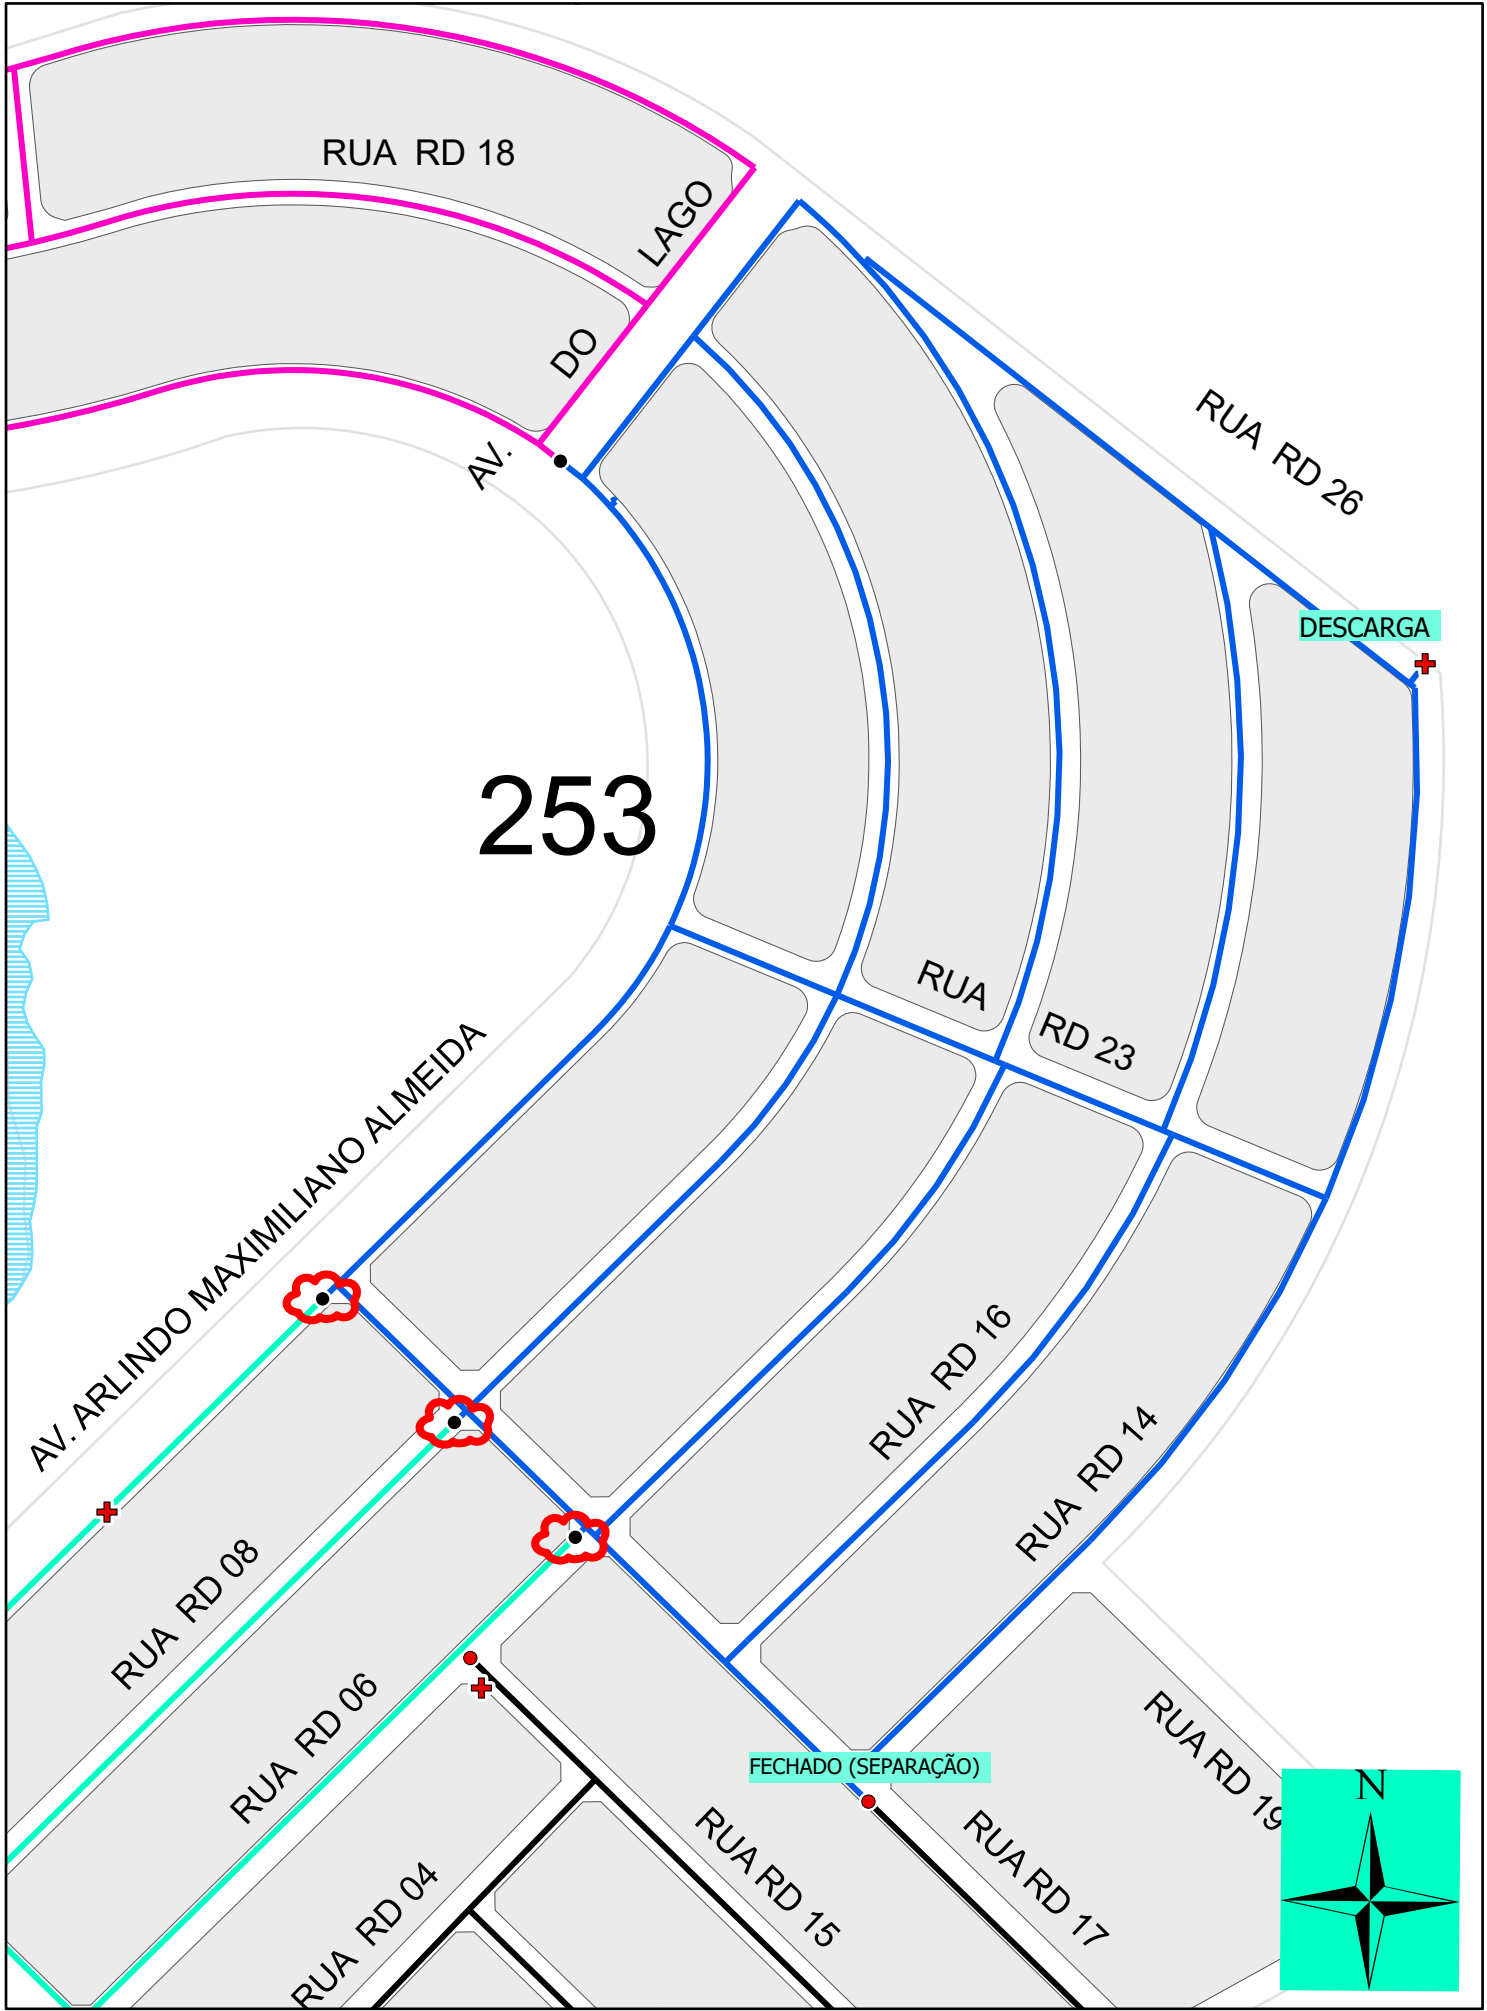 RUA RD 18
AV. DO LAGO
RUA RD 26
DESCARGA
253
RUA RD 23
AV. ARLINDO MAXIMILIANO ALMEIDA
RUA RD 16
RUA RD 14
RUA RD 08
RUA RD 06
RUA RD 04
FECHADO (SEPARAÇÃO)
RUA RD 15
RUA RD 17
RUA RD 19
N